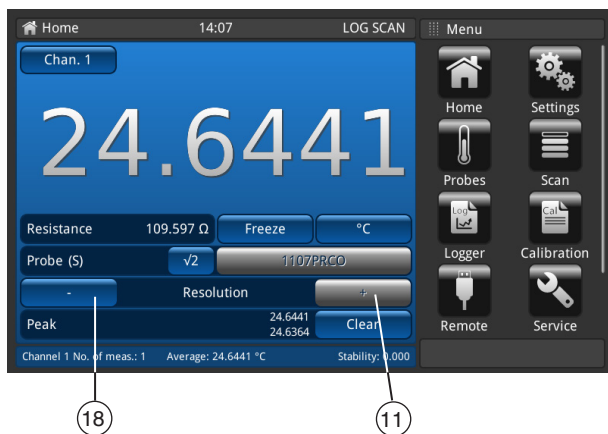 Home 14:07 LOG SCAN
Chan. 1
24.6441
Resistance 109.597 Ω Freeze °C
Probe (S) √2 1107PRCO
- Resolution +
Peak 24.6441 24.6364 Clear
Channel 1 No. of meas.: 1 Average: 24.6441 °C Stability: 0.000
Menu
Home Settings
Probes Scan
Log Cal
Logger Calibration
Remote Service
18 11